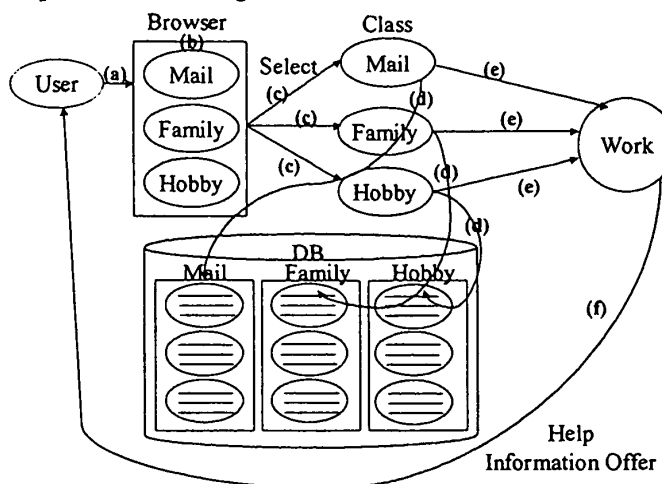 Browser
Class
(b)
User
(a)
Mail
Select
Mail
(e)
(c)
(d)
Family
(c)
Family
(e)
Work
(c)
(d)
(e)
Hobby
Hobby
(d)
DB
Mail
Family
Hobby
(f)
Help
Information Offer